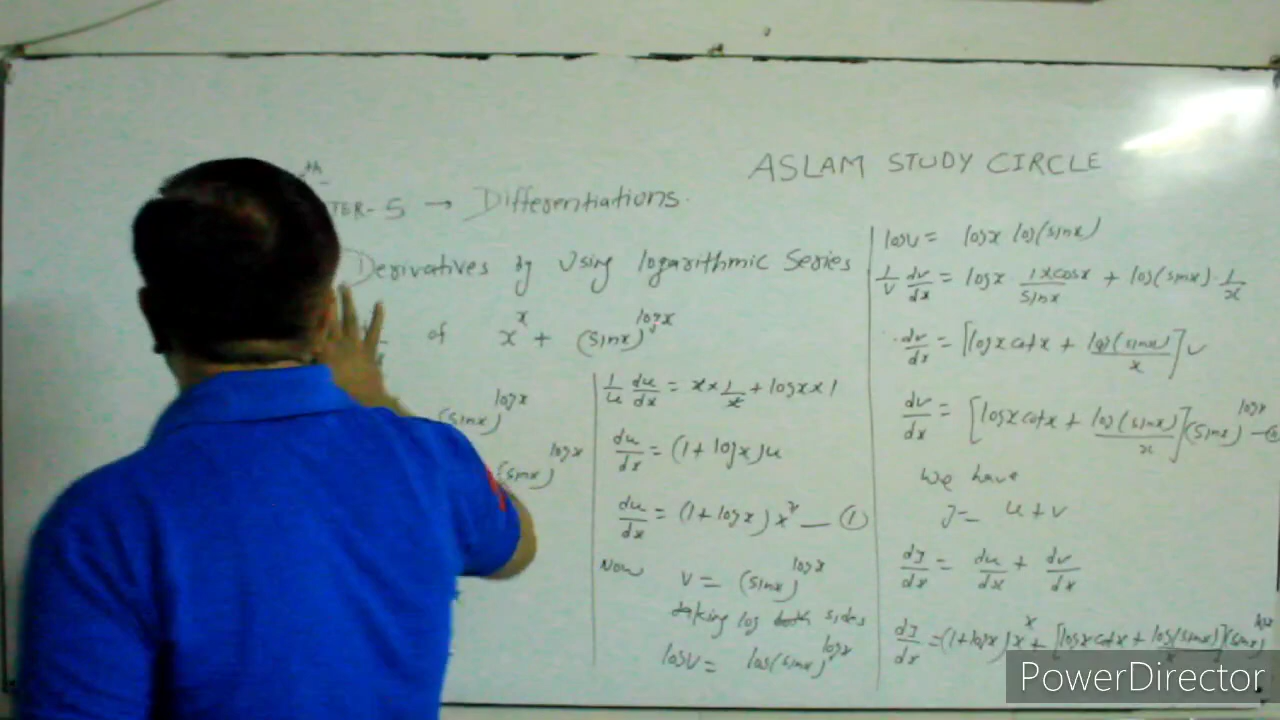 ASLAM STUDY CIRCLE
th
TER-5 → Differentiations.
Derivatives by Using logarithmic Series
of x^x + (sinx)^logx
(sinx)^logx
(sinx)^logx
1/u du/dx = x × 1/x + logx × 1
du/dx = (1 + logx) u
du/dx = (1 + logx) x^x — ①
Now v = (sinx)^logx
taking log both sides
logv = log(sinx)^logx
logv = logx log(sinx)
1/v dv/dx = logx 1×cosx/sinx + log(sinx) · 1/x
dv/dx = [logx cotx + log(sinx)/x] v
dv/dx = [logx cotx + log(sinx)/x] (sinx)^logx —
We have
y = u + v
dy/dx = du/dx + dv/dx
dy/dx = (1+logx) x^x + [logx cotx + log(sinx)/x] (sinx)^logx
PowerDirector